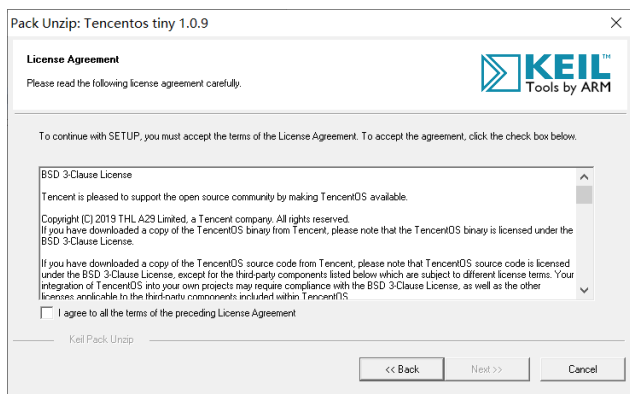 Pack Unzip: Tencentos tiny 1.0.9
License Agreement
Please read the following license agreement carefully.
KEIL™
Tools by ARM
To continue with SETUP, you must accept the terms of the License Agreement. To accept the agreement, click the check box below.
BSD 3-Clause License
Tencent is pleased to support the open source community by making TencentOS available.
Copyright (C) 2019 THL A29 Limited, a Tencent company. All rights reserved.
If you have downloaded a copy of the TencentOS binary from Tencent, please note that the TencentOS binary is licensed under the
BSD 3-Clause License.
If you have downloaded a copy of the TencentOS source code from Tencent, please note that TencentOS source code is licensed
under the BSD 3-Clause License, except for the third-party components listed below which are subject to different license terms. Your
integration of TencentOS into your own projects may require compliance with the BSD 3-Clause License, as well as the other
licenses applicable to the third-party components included within TencentOS.
I agree to all the terms of the preceding License Agreement
Keil Pack Unzip
<< Back
Next >>
Cancel